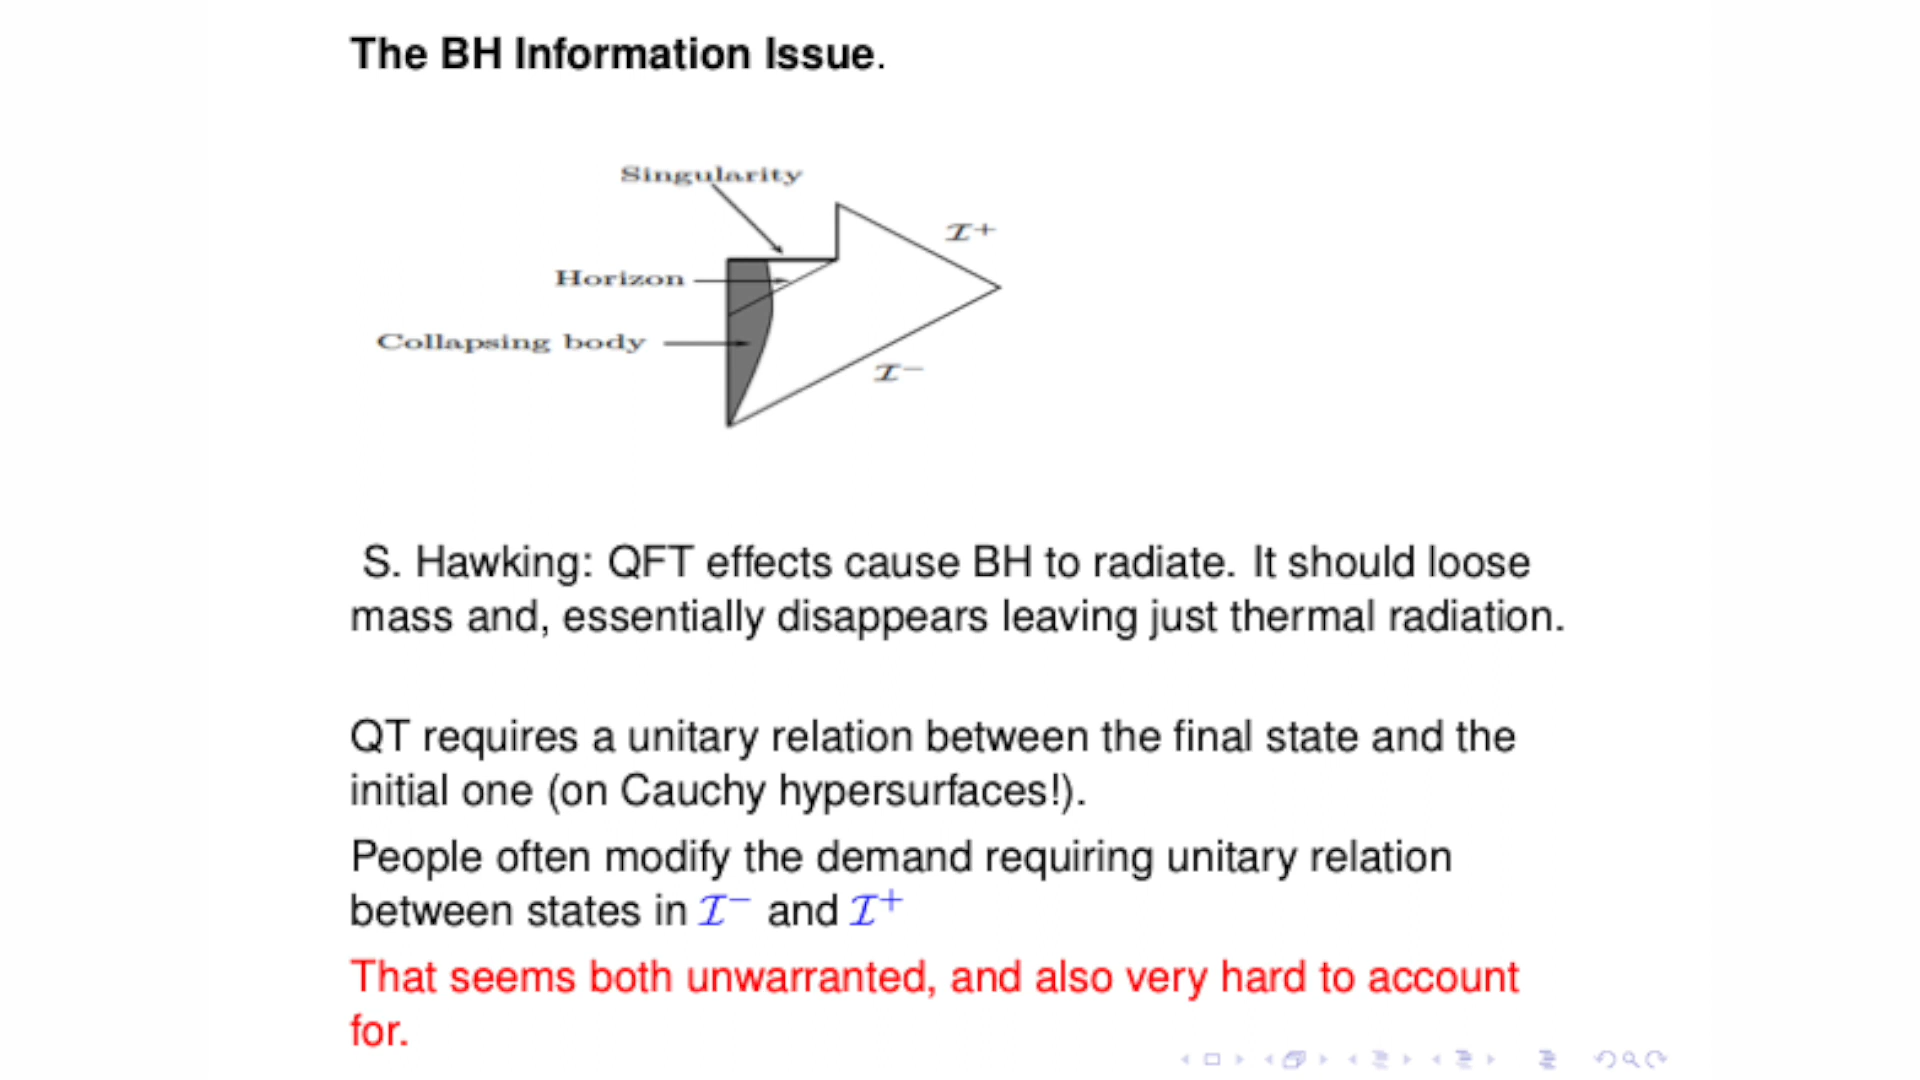 The BH Information Issue.
Singularity
I+
Horizon
Collapsing body
I−
S. Hawking: QFT effects cause BH to radiate. It should loose
mass and, essentially disappears leaving just thermal radiation.
QT requires a unitary relation between the final state and the
initial one (on Cauchy hypersurfaces!).
People often modify the demand requiring unitary relation
between states in I− and I+
That seems both unwarranted, and also very hard to account
for.